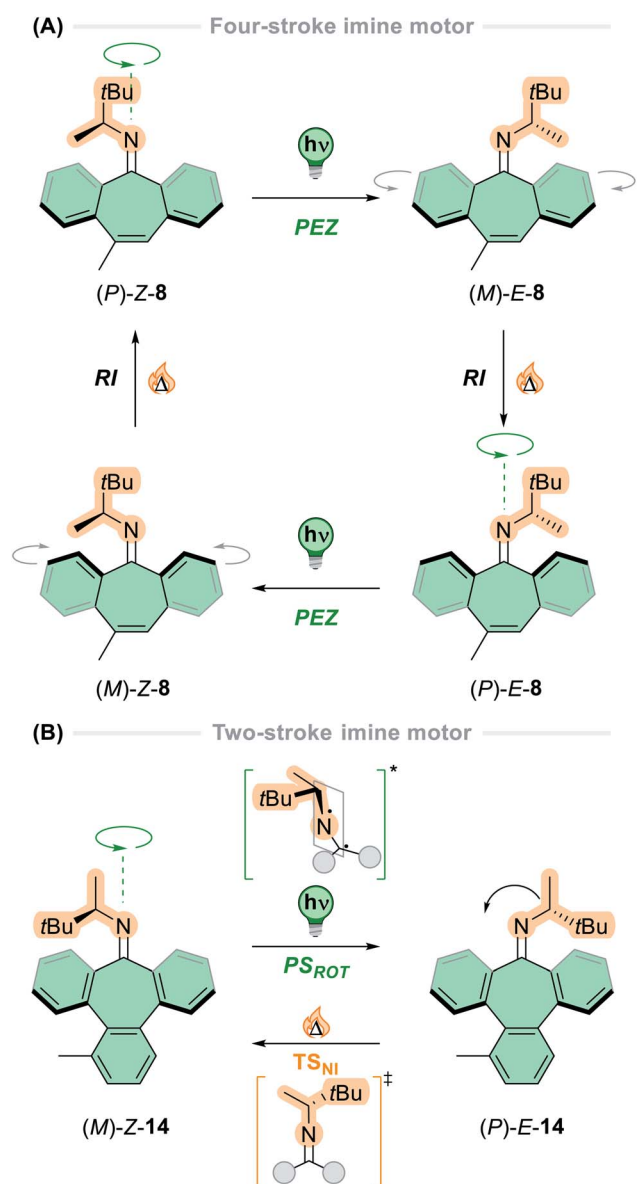 (A) Four-stroke imine motor
tBu
N
hν
PEZ
tBu
N
(P)-Z-8
(M)-E-8
RI
Δ
RI
Δ
tBu
N
hν
PEZ
tBu
N
(M)-Z-8
(P)-E-8
(B) Two-stroke imine motor
*
tBu
N
tBu
N
hν
PSROT
N
tBu
Δ
TSNI
‡
tBu
N
(M)-Z-14
(P)-E-14